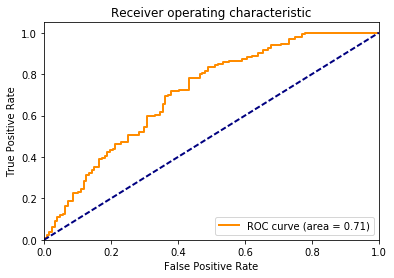 Receiver operating characteristic
True Positive Rate
1.0
0.8
0.6
0.4
0.2
0.0
ROC curve (area = 0.71)
0.0 0.2 0.4 0.6 0.8 1.0
False Positive Rate